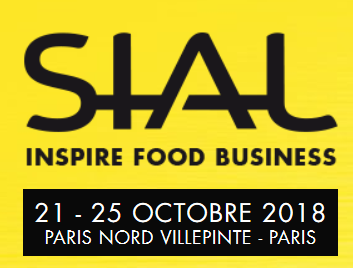 SIAL
INSPIRE FOOD BUSINESS
21 - 25 OCTOBRE 2018
PARIS NORD VILLEPINTE - PARIS